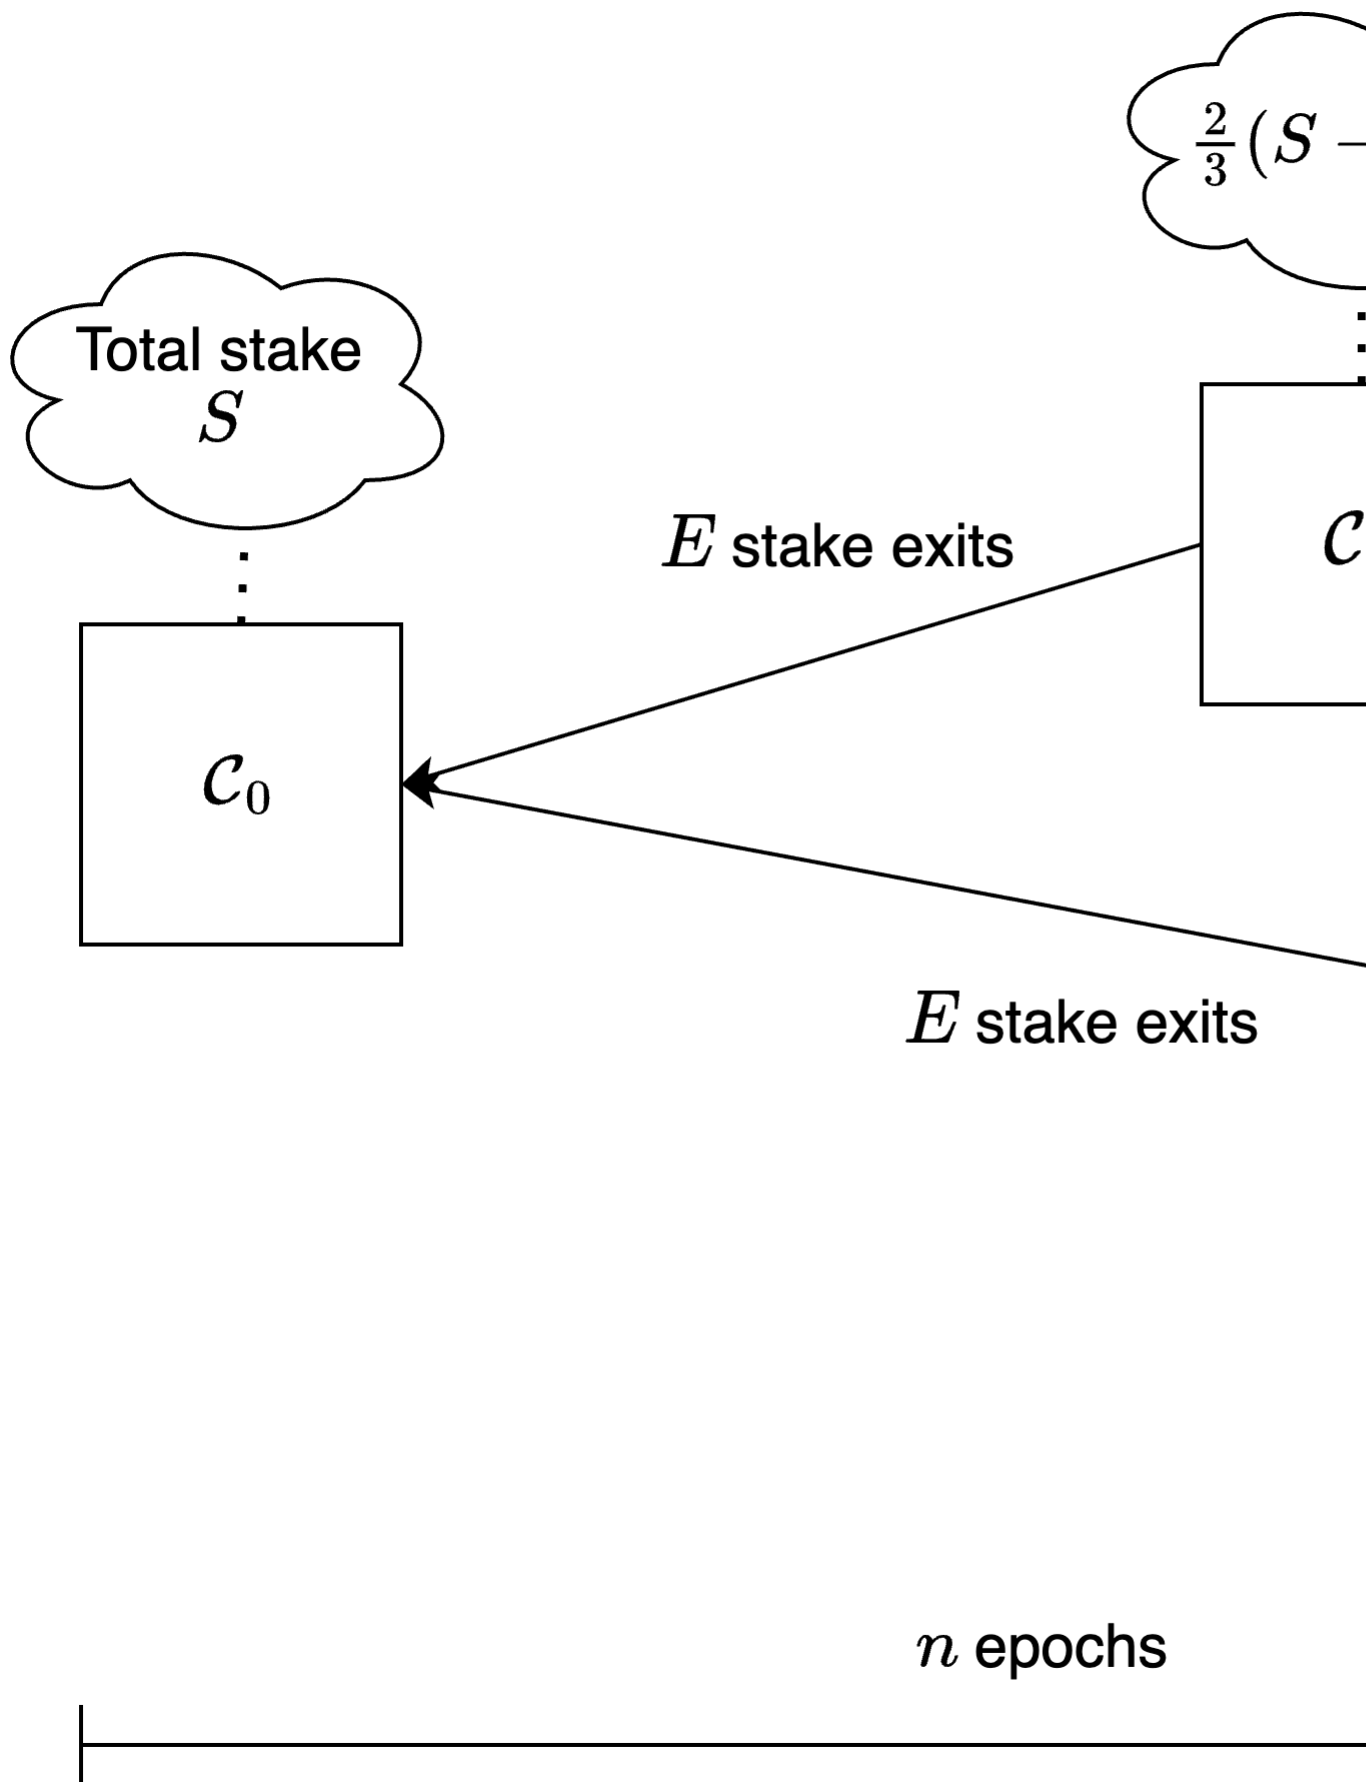 2/3 (S −
Total stake
S
E stake exits
C
C₀
E stake exits
n epochs